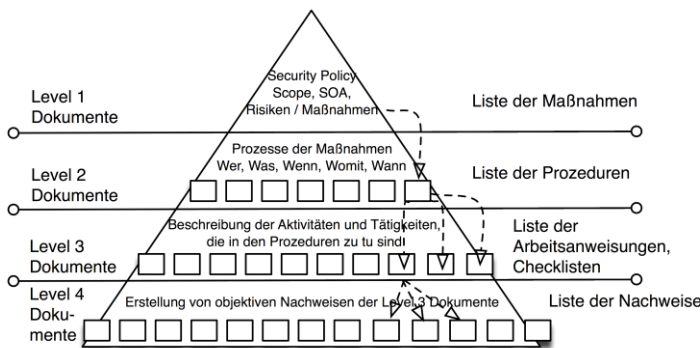 Security Policy
Scope, SOA,
Risiken / Maßnahmen
Level 1
Dokumente
Liste der Maßnahmen
Prozesse der Maßnahmen
Wer, Was, Wenn, Womit, Wann
Level 2
Dokumente
Liste der Prozeduren
Beschreibung der Aktivitäten und Tätigkeiten,
die in den Prozeduren zu tu sind
Level 3
Dokumente
Liste der
Arbeitsanweisungen,
Checklisten
Level 4
Doku-
mente
Erstellung von objektiven Nachweisen der Level 3 Dokumente
Liste der Nachweise